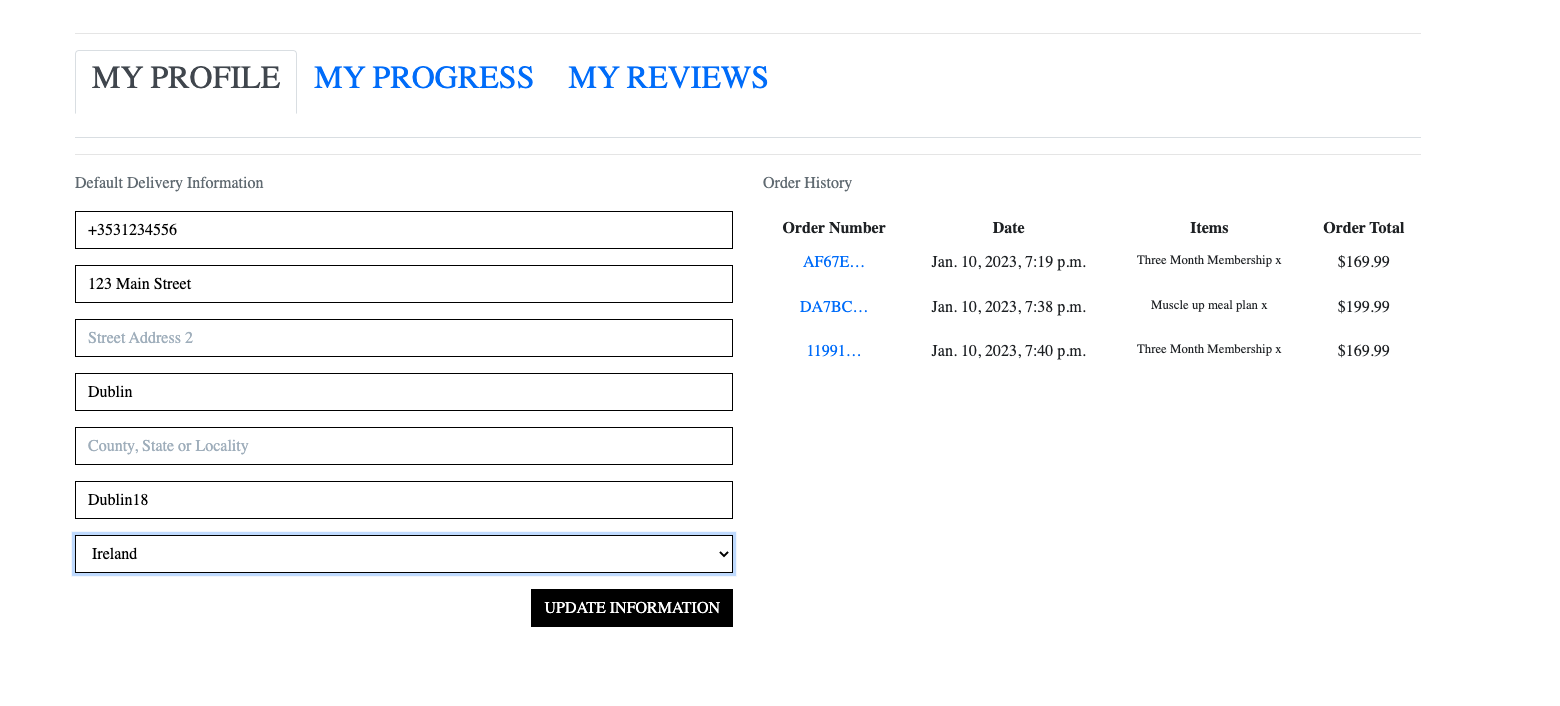 MY PROFILE MY PROGRESS MY REVIEWS
Default Delivery Information
+3531234556
123 Main Street
Street Address 2
Dublin
County, State or Locality
Dublin18
Ireland
UPDATE INFORMATION
Order History
Order Number Date Items Order Total
AF67E... Jan. 10, 2023, 7:19 p.m. Three Month Membership x $169.99
DA7BC... Jan. 10, 2023, 7:38 p.m. Muscle up meal plan x $199.99
11991... Jan. 10, 2023, 7:40 p.m. Three Month Membership x $169.99